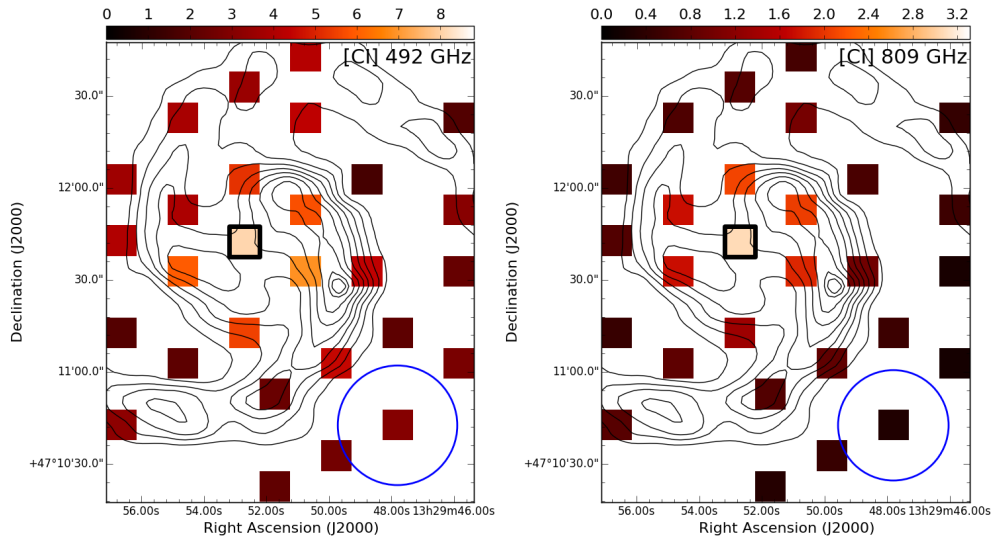 0 1 2 3 4 5 6 7 8
0.0 0.4 0.8 1.2 1.6 2.0 2.4 2.8 3.2
[CI] 492 GHz
[CI] 809 GHz
30.0"
12'00.0"
30.0"
11'00.0"
+47°10'30.0"
Declination (J2000)
30.0"
12'00.0"
30.0"
11'00.0"
+47°10'30.0"
Declination (J2000)
56.00s 54.00s 52.00s 50.00s 48.00s 13h29m46.00s
Right Ascension (J2000)
56.00s 54.00s 52.00s 50.00s 48.00s 13h29m46.00s
Right Ascension (J2000)